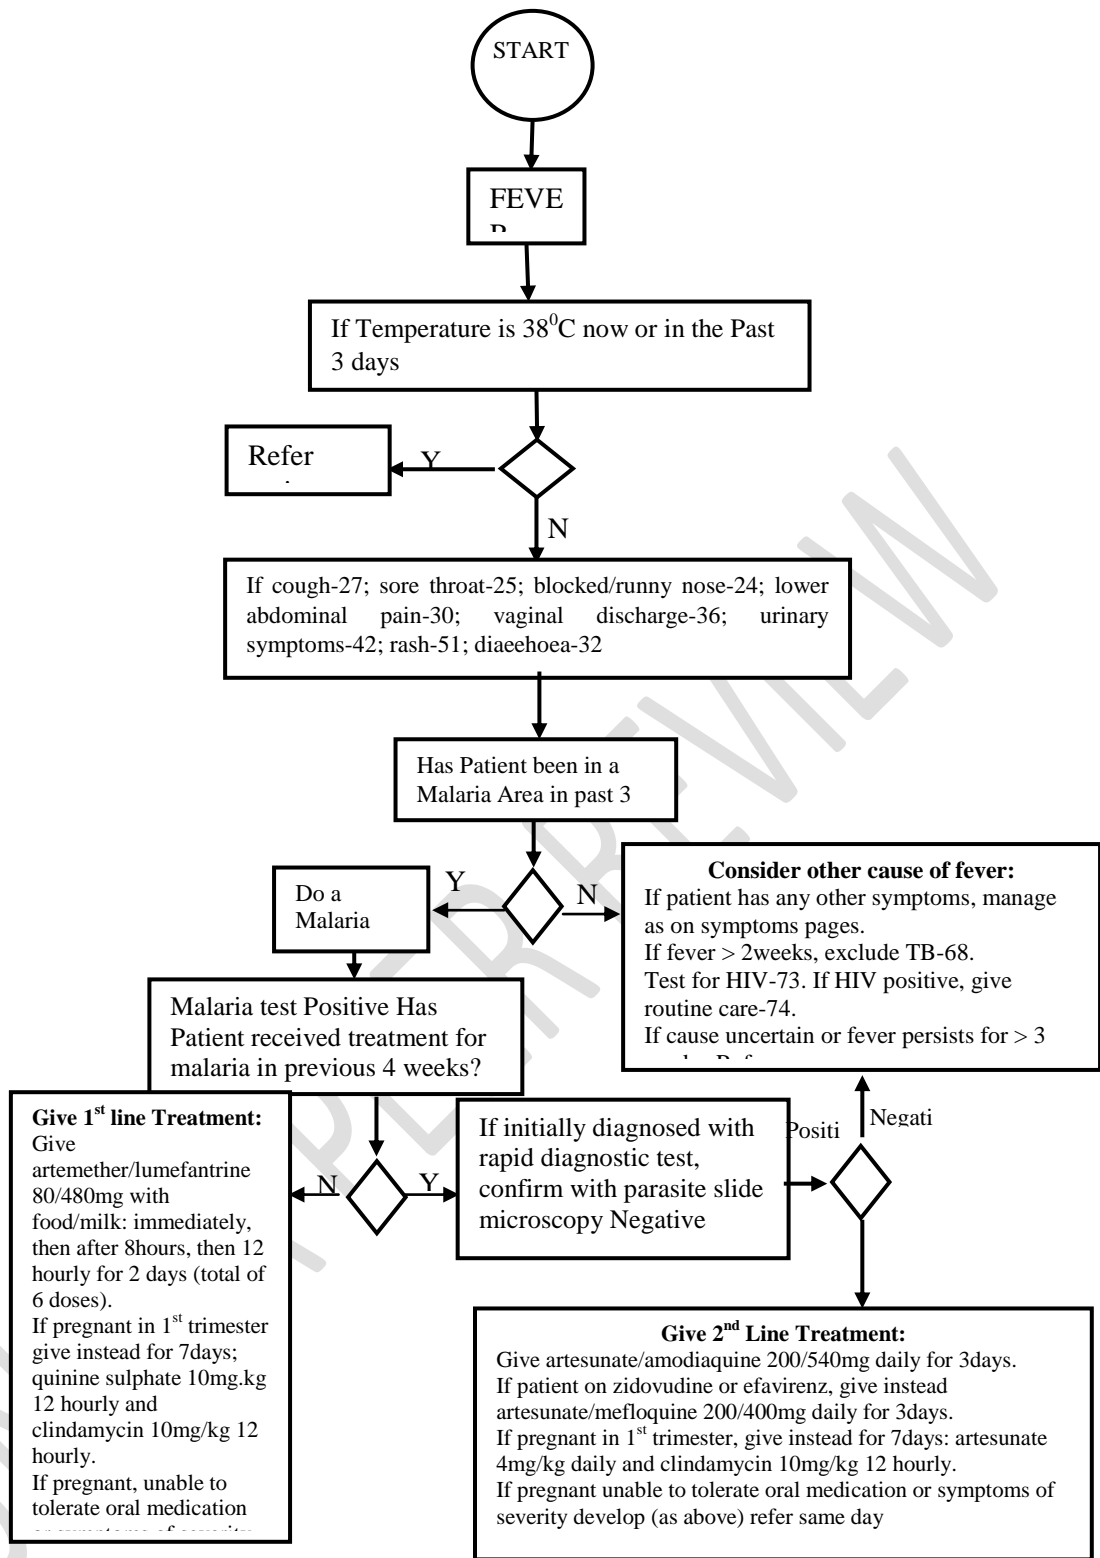 START
FEVE
R
If Temperature is 38⁰C now or in the Past
3 days
Refer
Y
N
If cough-27; sore throat-25; blocked/runny nose-24; lower
abdominal pain-30; vaginal discharge-36; urinary
symptoms-42; rash-51; diaeehoea-32
Has Patient been in a
Malaria Area in past 3
Y
N
Do a
Malaria
Consider other cause of fever:
If patient has any other symptoms, manage
as on symptoms pages.
If fever > 2weeks, exclude TB-68.
Test for HIV-73. If HIV positive, give
routine care-74.
If cause uncertain or fever persists for > 3
Malaria test Positive Has
Patient received treatment for
malaria in previous 4 weeks?
N
Y
Give 1st line Treatment:
Give
artemether/lumefantrine
80/480mg with
food/milk: immediately,
then after 8hours, then 12
hourly for 2 days (total of
6 doses).
If pregnant in 1st trimester
give instead for 7days;
quinine sulphate 10mg.kg
12 hourly and
clindamycin 10mg/kg 12
hourly.
If pregnant, unable to
tolerate oral medication
or symptoms of severity
If initially diagnosed with
rapid diagnostic test,
confirm with parasite slide
microscopy Negative
Positi
Negati
Give 2nd Line Treatment:
Give artesunate/amodiaquine 200/540mg daily for 3days.
If patient on zidovudine or efavirenz, give instead
artesunate/mefloquine 200/400mg daily for 3days.
If pregnant in 1st trimester, give instead for 7days: artesunate
4mg/kg daily and clindamycin 10mg/kg 12 hourly.
If pregnant unable to tolerate oral medication or symptoms of
severity develop (as above) refer same day
PER REVIEW